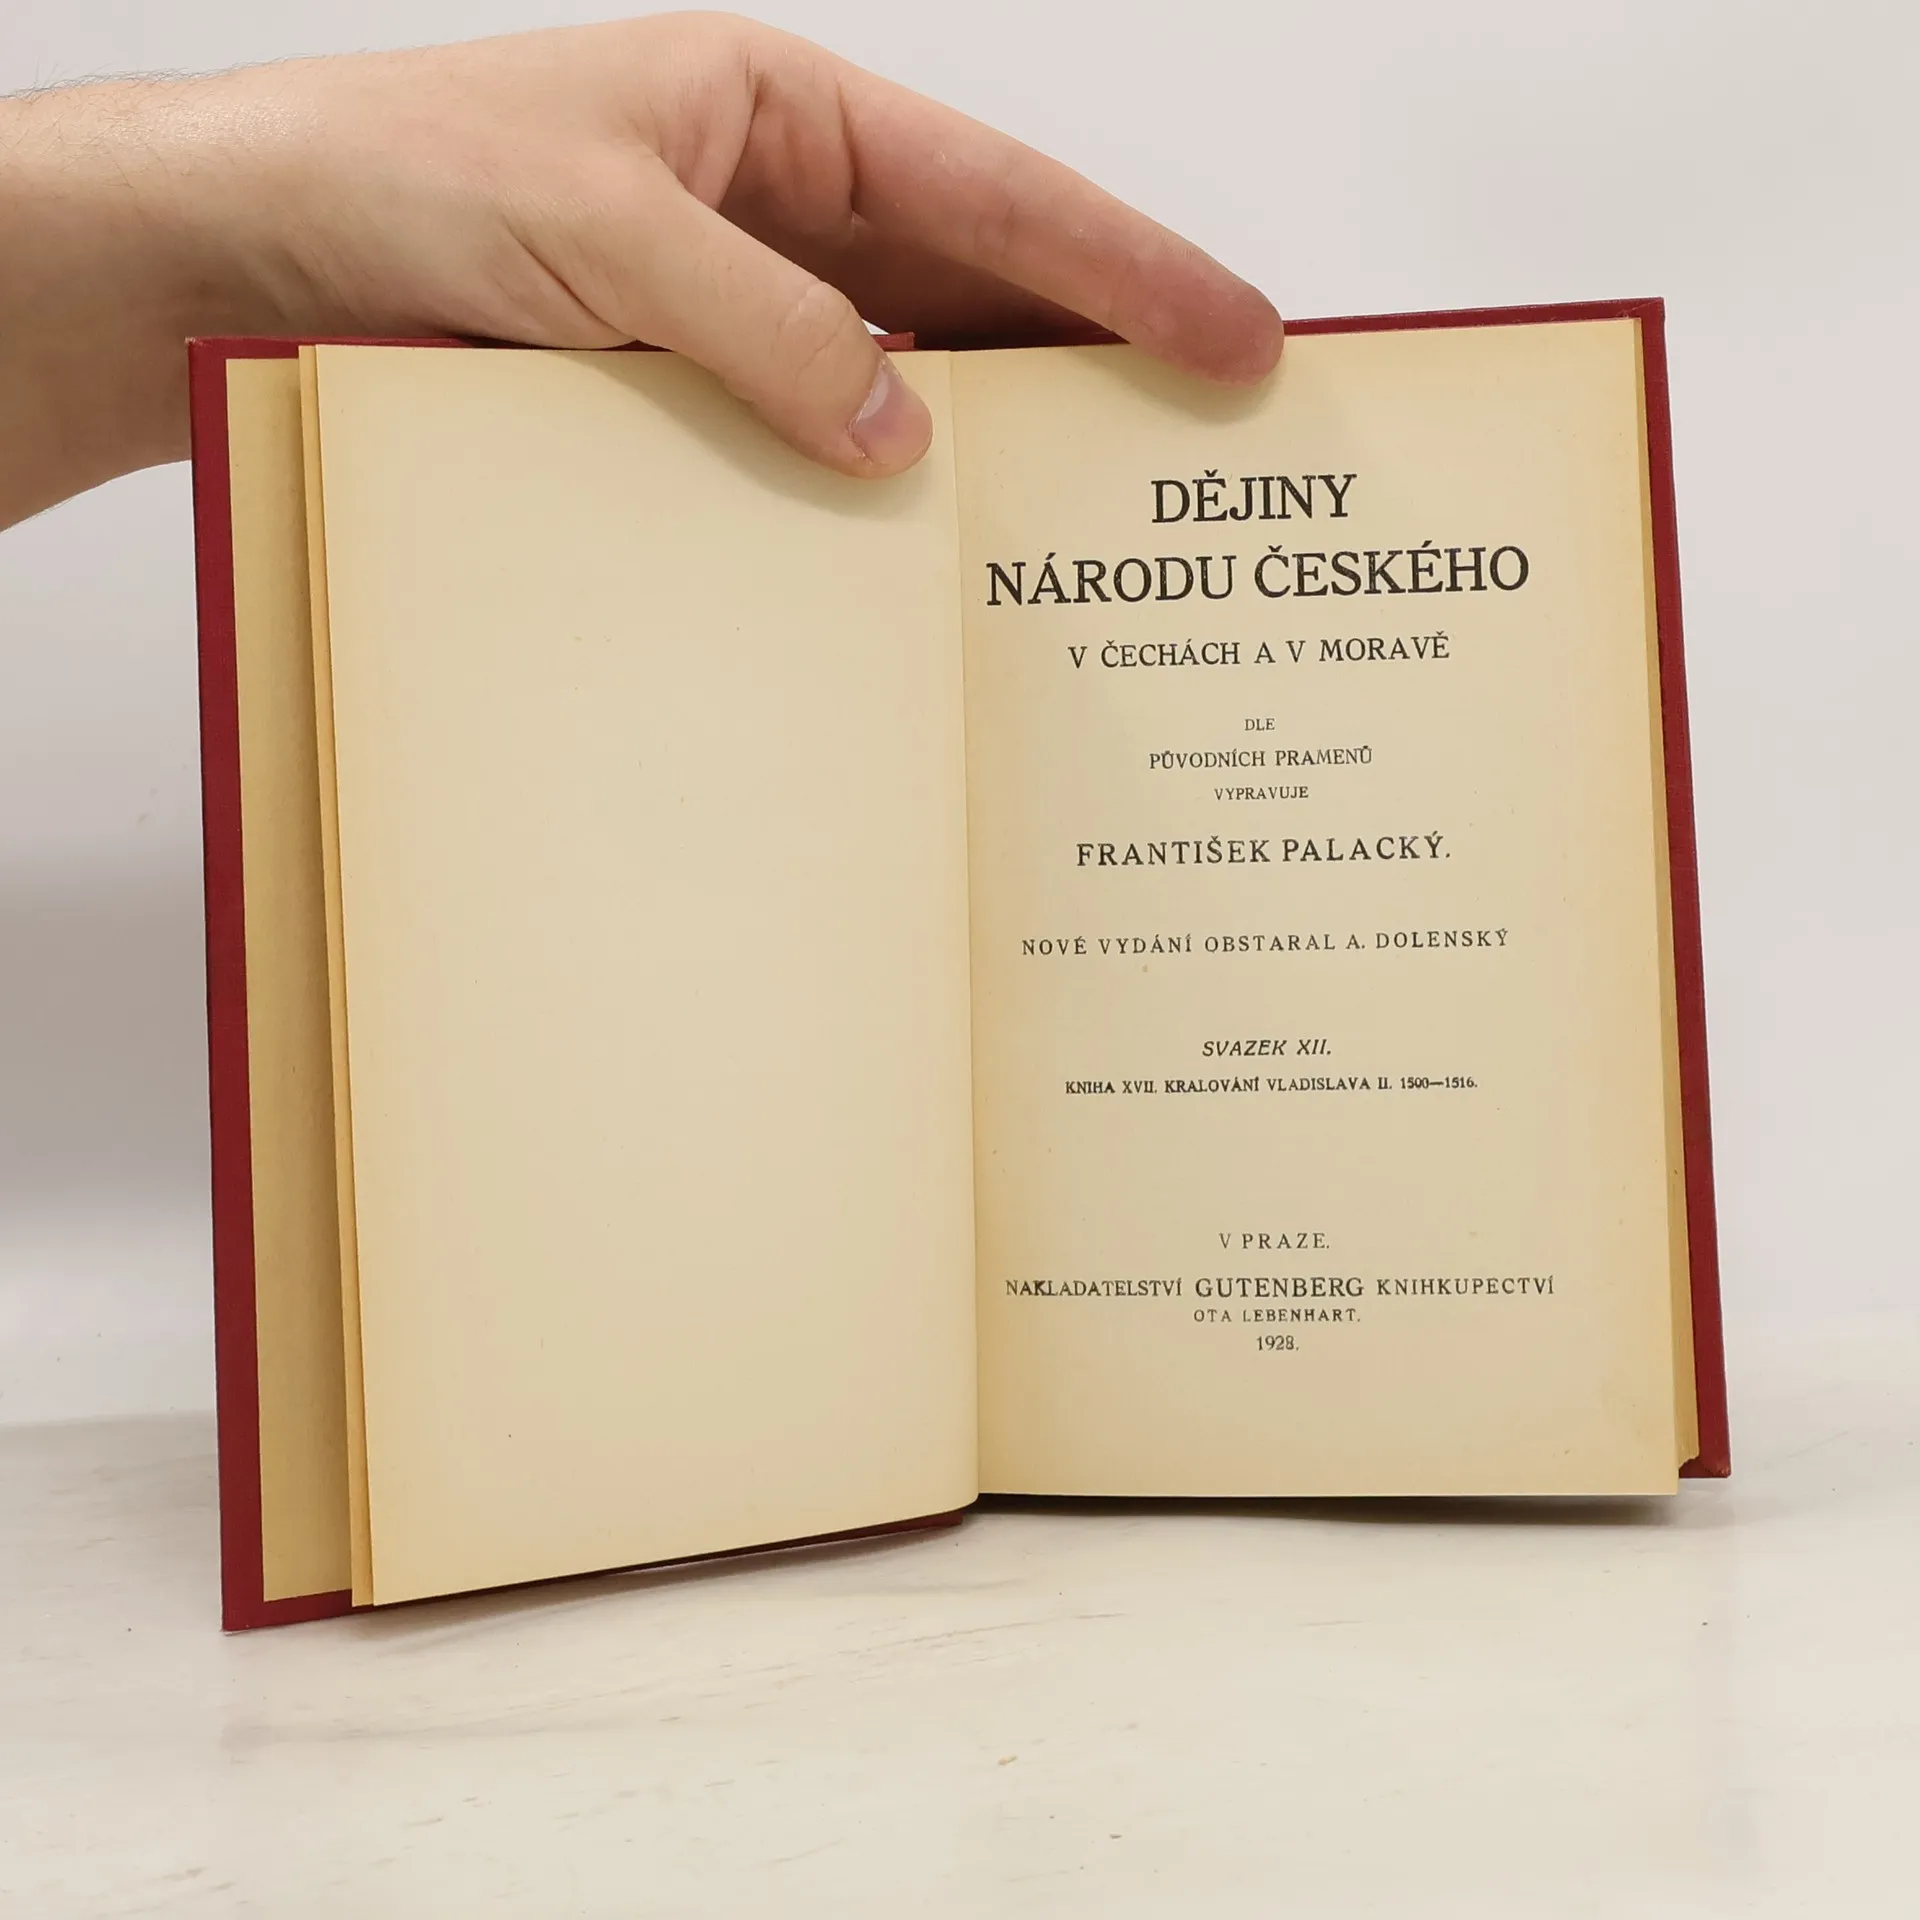 DĚJINY
NÁRODU ČESKÉHO
V ČECHÁCH A V MORAVĚ
DLE
PŮVODNÍCH PRAMENŮ
VYPRAVUJE
FRANTIŠEK PALACKÝ.
NOVÉ VYDÁNÍ OBSTARAL A. DOLENSKÝ
SVAZEK XII.
KNIHA XVII. KRALOVÁNÍ VLADISLAVA II. 1500—1516.
V PRAZE.
NAKLADATELSTVÍ GUTENBERG KNIHKUPECTVÍ
OTA LEBENHART.
1928.